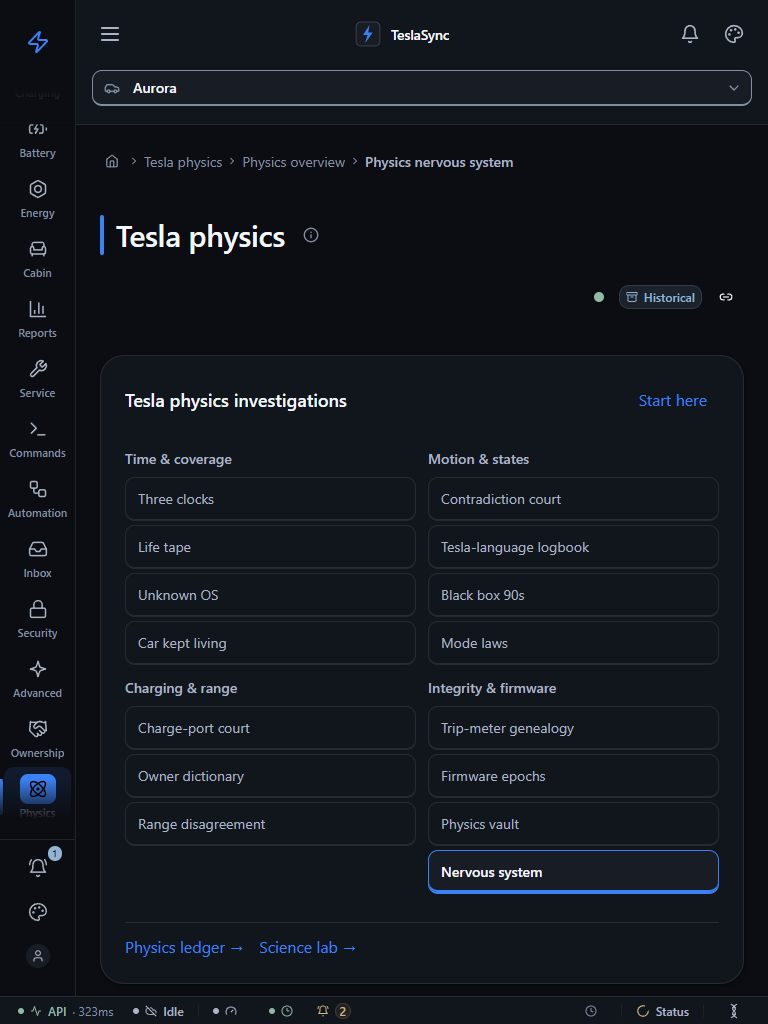 TeslaSync
Aurora
Charging
Battery
Energy
Cabin
Reports
Service
Commands
Automation
Inbox
Security
Advanced
Ownership
Physics
1
Tesla physics
Physics overview
Physics nervous system
Tesla physics
Historical
Tesla physics investigations
Start here
Time & coverage
Three clocks
Life tape
Unknown OS
Car kept living
Motion & states
Contradiction court
Tesla-language logbook
Black box 90s
Mode laws
Charging & range
Charge-port court
Owner dictionary
Range disagreement
Integrity & firmware
Trip-meter genealogy
Firmware epochs
Physics vault
Nervous system
Physics ledger →
Science lab →
API · 323ms
Idle
2
Status